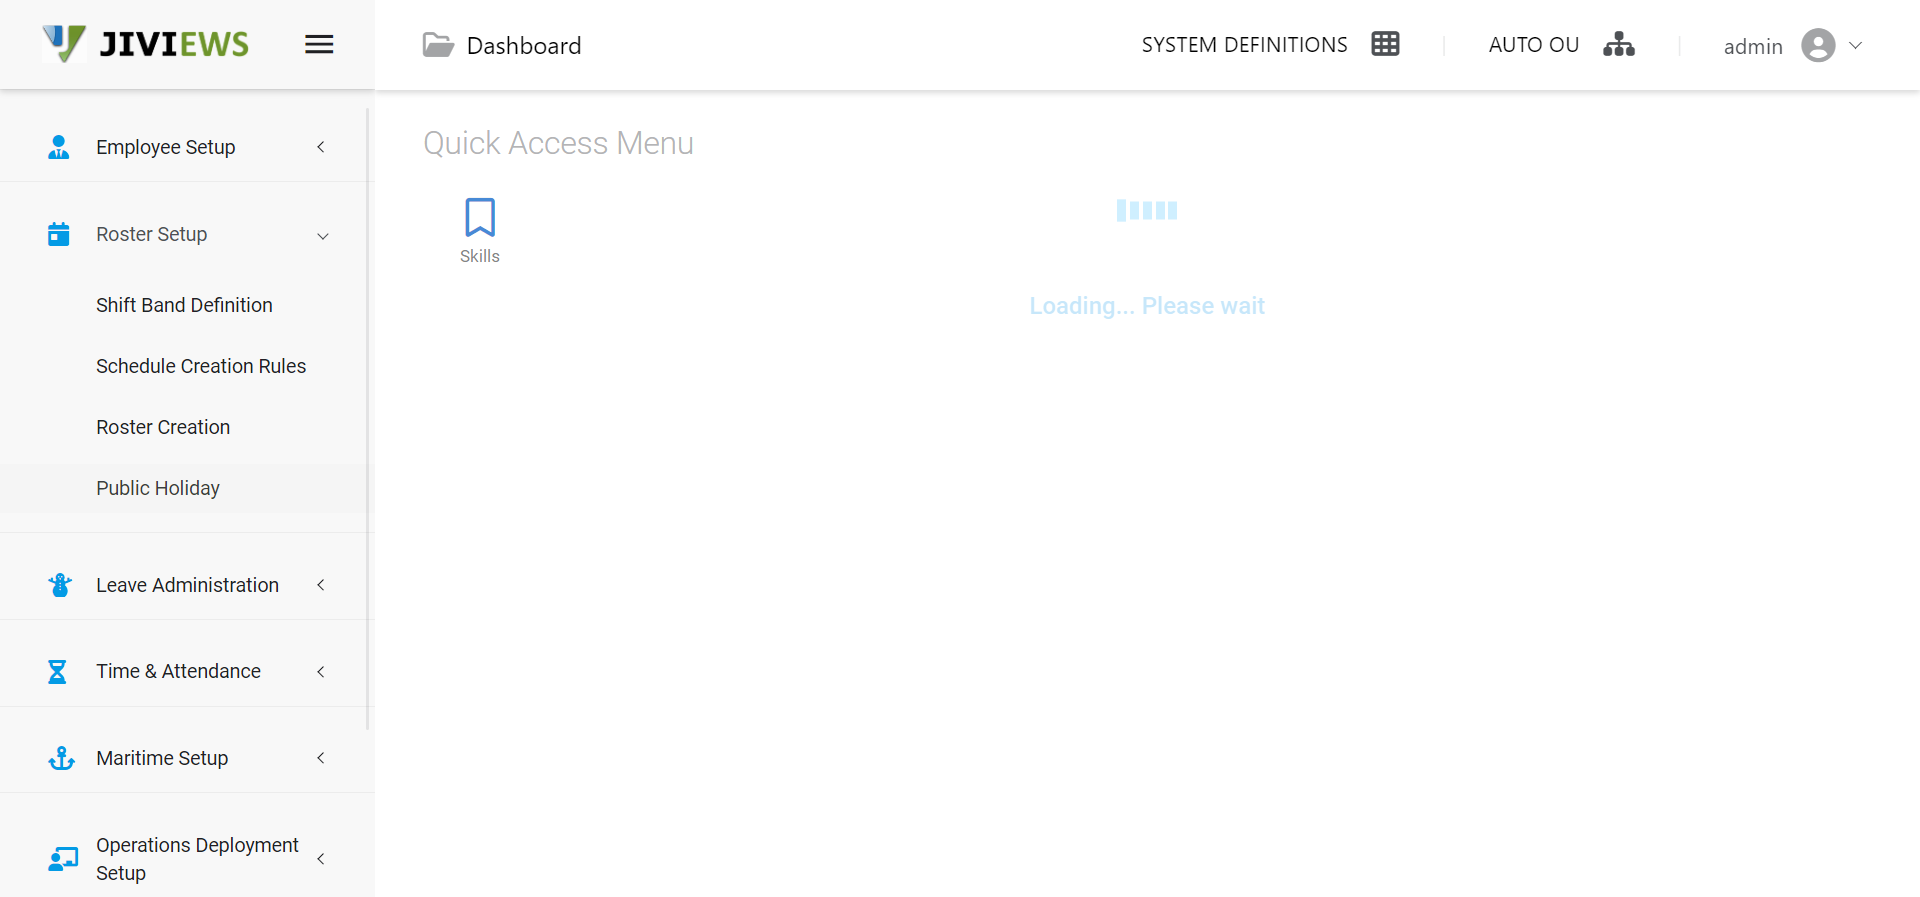 JIVIEWS
Dashboard
SYSTEM DEFINITIONS
AUTO OU
admin
Employee Setup
Roster Setup
Shift Band Definition
Schedule Creation Rules
Roster Creation
Public Holiday
Leave Administration
Time & Attendance
Maritime Setup
Operations Deployment
Setup
Quick Access Menu
Skills
Loading... Please wait